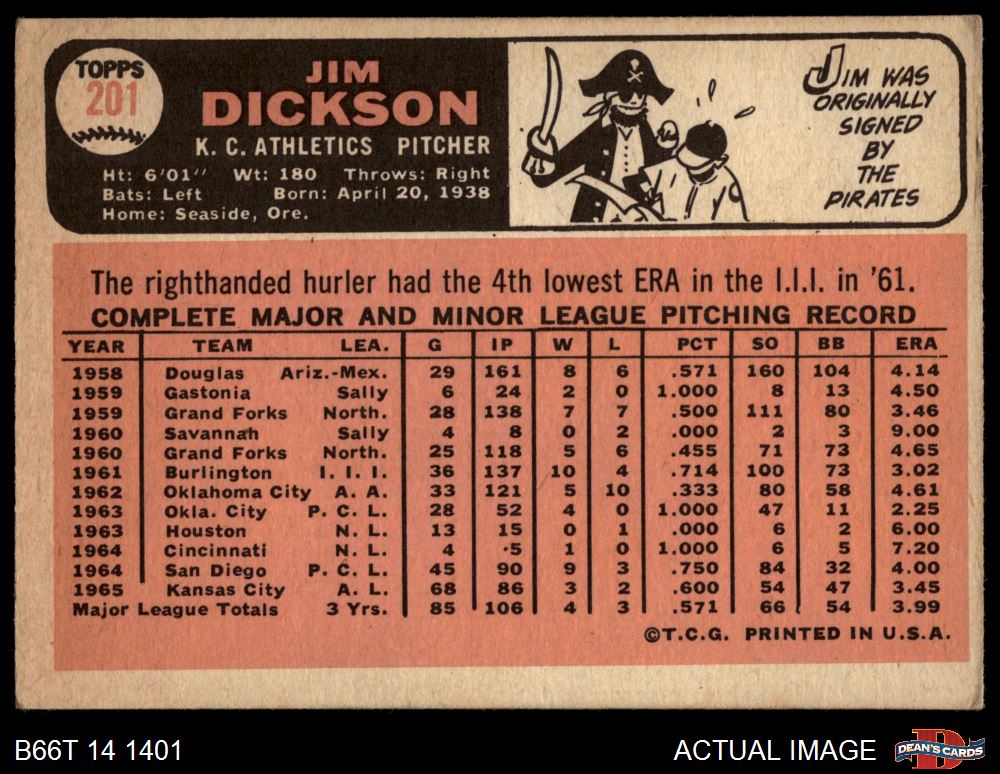 TOPPS
201
JIM
DICKSON
K. C. ATHLETICS PITCHER
Ht: 6'01" Wt: 180 Throws: Right
Bats: Left Born: April 20, 1938
Home: Seaside, Ore.
JIM WAS
ORIGINALLY
SIGNED
BY
THE
PIRATES
The righthanded hurler had the 4th lowest ERA in the I.I.I. in '61.
COMPLETE MAJOR AND MINOR LEAGUE PITCHING RECORD
YEAR TEAM LEA. G IP W L PCT SO BB ERA
1958 Douglas Ariz.-Mex. 29 161 8 6 .571 160 104 4.14
1959 Gastonia Sally 6 24 2 0 1.000 8 13 4.50
1959 Grand Forks North. 28 138 7 7 .500 111 80 3.46
1960 Savannah Sally 4 8 0 2 .000 2 3 9.00
1960 Grand Forks North. 25 118 5 6 .455 71 73 4.65
1961 Burlington I. I. I. 36 137 10 4 .714 100 73 3.02
1962 Oklahoma City A. A. 33 121 5 10 .333 80 58 4.61
1963 Okla. City P. C. L. 28 52 4 0 1.000 47 11 2.25
1963 Houston N. L. 13 15 0 1 .000 6 2 6.00
1964 Cincinnati N. L. 4 5 1 0 1.000 6 5 7.20
1964 San Diego P. C. L. 45 90 9 3 .750 84 32 4.00
1965 Kansas City A. L. 68 86 3 2 .600 54 47 3.45
Major League Totals 3 Yrs. 85 106 4 3 .571 66 54 3.99
©T.C.G. PRINTED IN U.S.A.
B66T 14 1401
ACTUAL IMAGE
DEAN'S CARDS